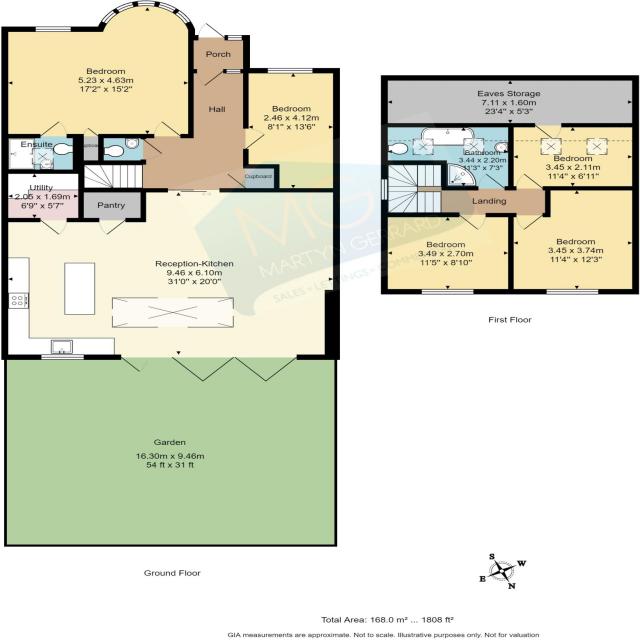 Porch
Bedroom
5.23 x 4.63m
17'2" x 15'2"
Hall
Bedroom
2.46 x 4.12m
8'1" x 13'6"
Ensuite
Cupboard
Utility
2.05 x 1.69m
6'9" x 5'7"
Pantry
Reception-Kitchen
9.46 x 6.10m
31'0" x 20'0"
Garden
16.30m x 9.46m
54 ft x 31 ft
Ground Floor
Eaves Storage
7.11 x 1.60m
23'4" x 5'3"
Bathroom
3.44 x 2.20m
11'3" x 7'3"
Bedroom
3.45 x 2.11m
11'4" x 6'11"
Landing
Bedroom
3.49 x 2.70m
11'5" x 8'10"
Bedroom
3.45 x 3.74m
11'4" x 12'3"
First Floor
MG
MARTYN GERRARD
S
W
E
N
Total Area: 168.0 m² ... 1808 ft²
GIA measurements are approximate. Not to scale. Illustrative purposes only. Not for valuation